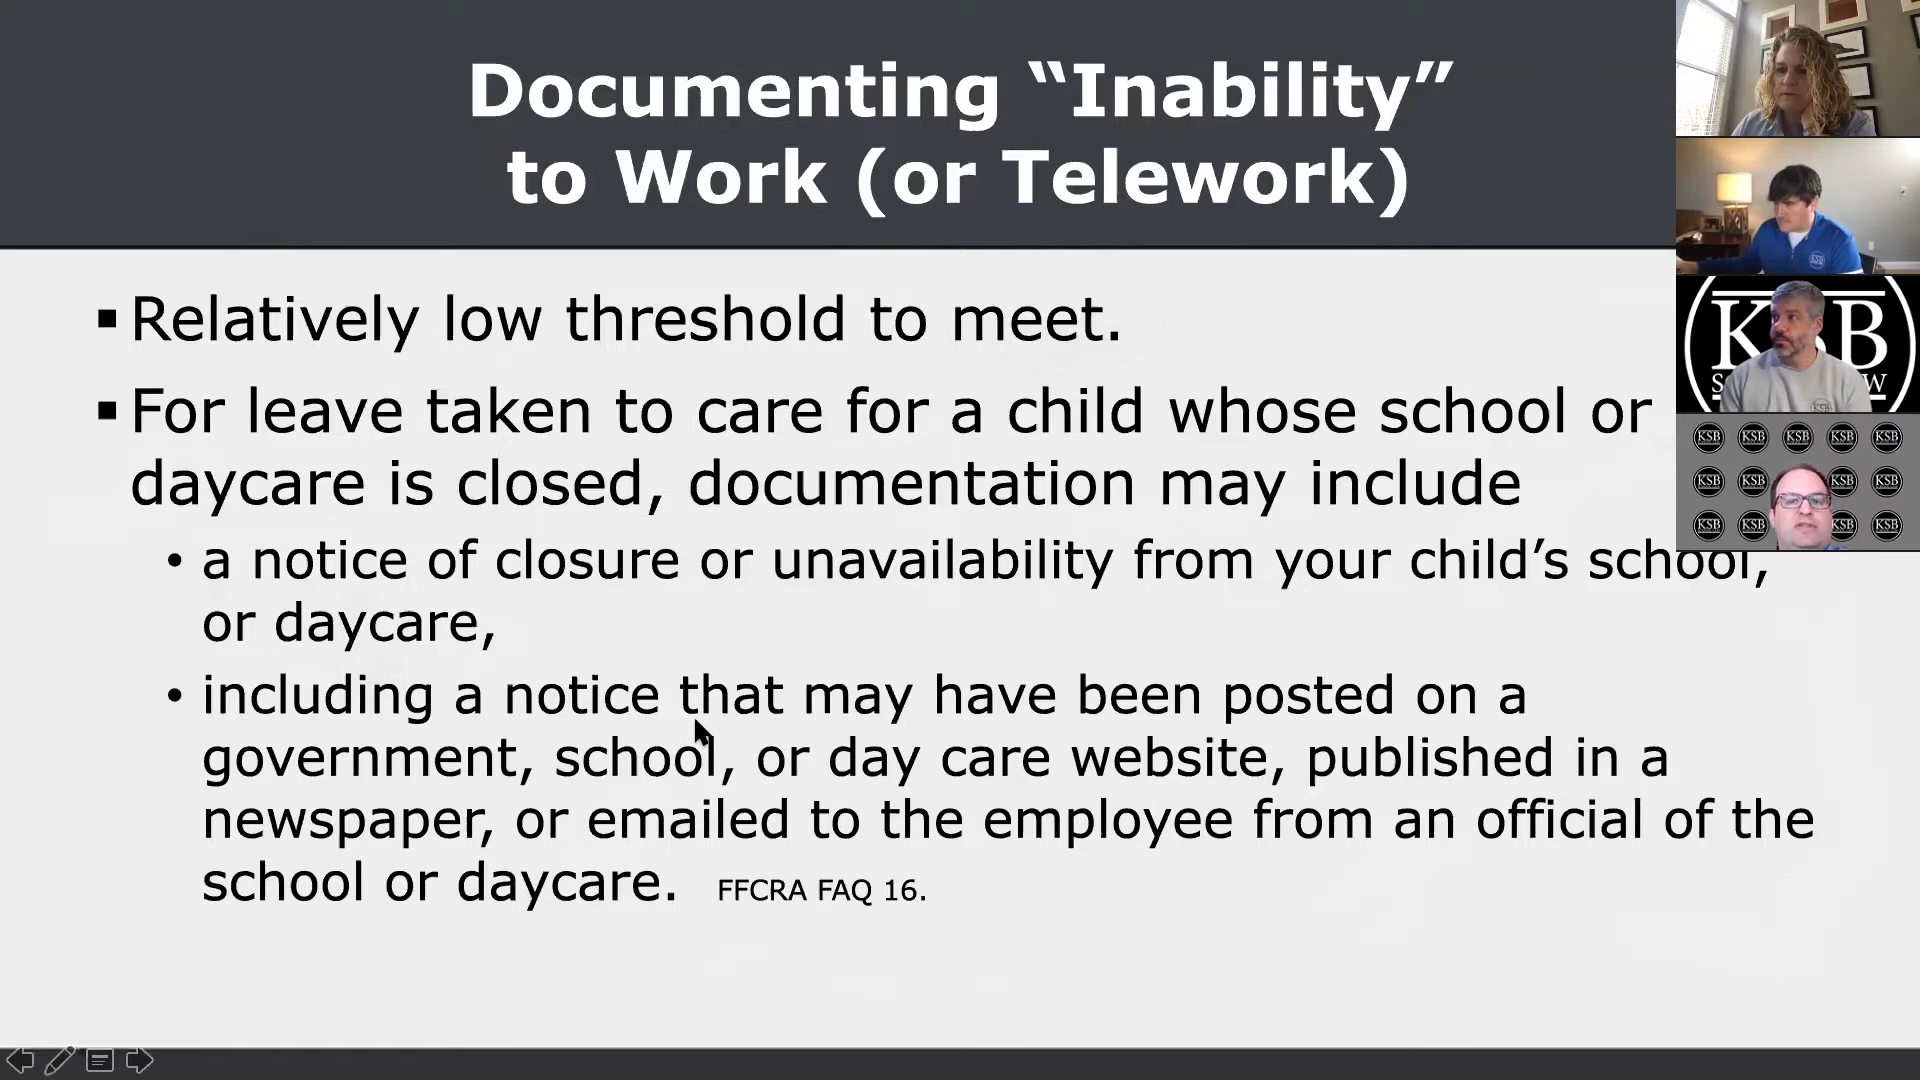 Documenting “Inability”
to Work (or Telework)
▪ Relatively low threshold to meet.
▪ For leave taken to care for a child whose school or
daycare is closed, documentation may include
• a notice of closure or unavailability from your child’s school,
or daycare,
• including a notice that may have been posted on a
government, school, or day care website, published in a
newspaper, or emailed to the employee from an official of the
school or daycare. FFCRA FAQ 16.
KSB
KSB
KSB KSB KSB KSB KSB
KSB KSB KSB KSB
KSB KSB KSB KSB